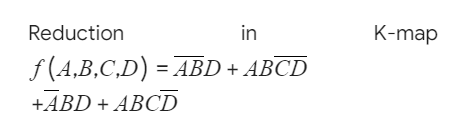 Reduction in K-map
f(A,B,C,D) = A̅B̅D + ABC̅D̅
+A̅BD + ABCD̅